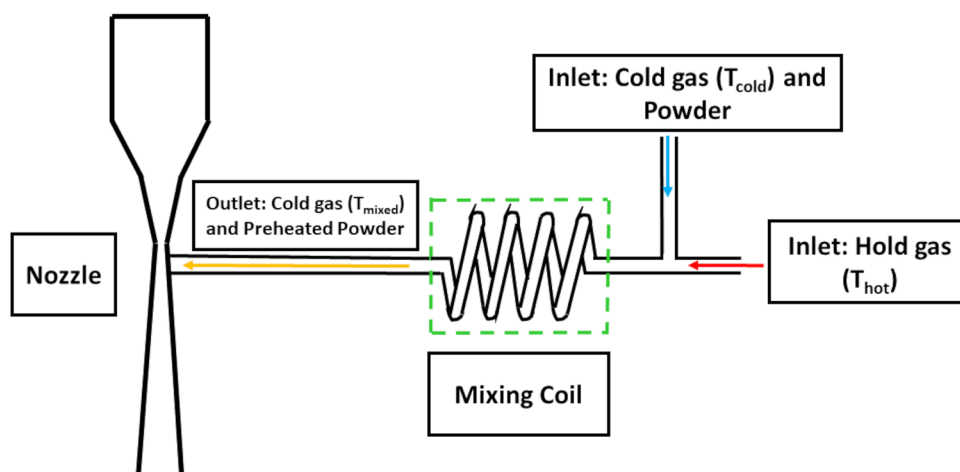 Inlet: Cold gas (Tcold) and
Powder
Outlet: Cold gas (Tmixed)
and Preheated Powder
Nozzle
Inlet: Hold gas
(Thot)
Mixing Coil